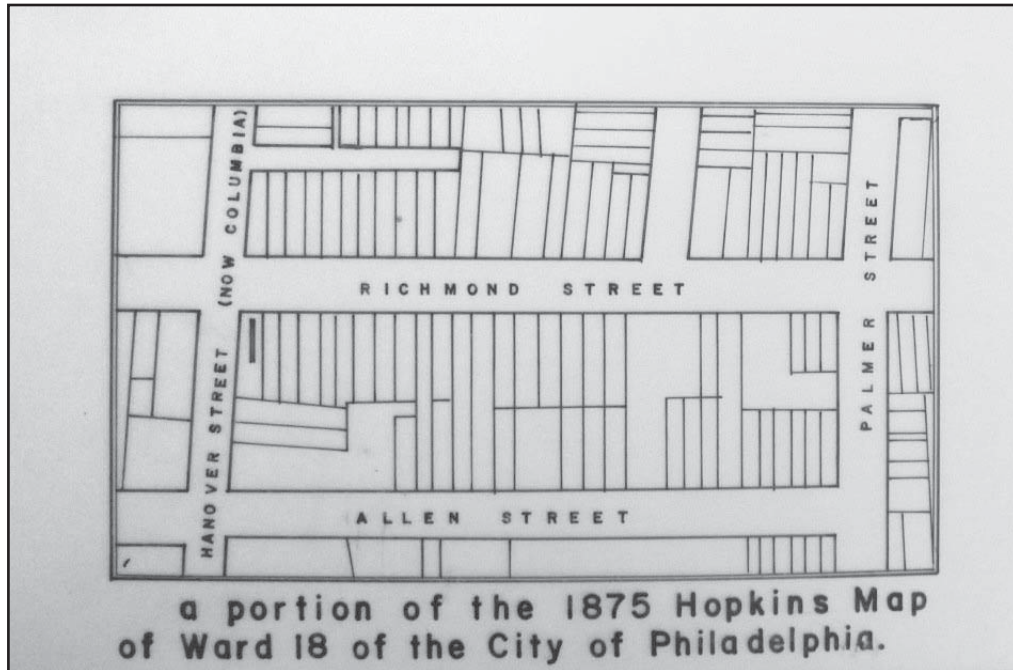 HANOVER STREET (NOW COLUMBIA)
RICHMOND STREET
PALMER STREET
ALLEN STREET
a portion of the 1875 Hopkins Map
of Ward 18 of the City of Philadelphia.